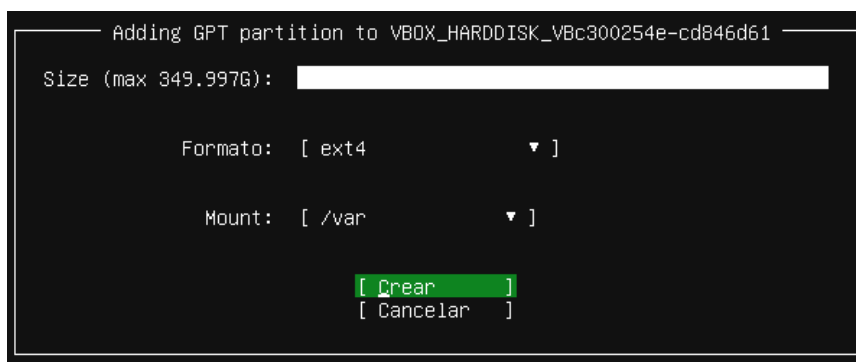 Adding GPT partition to VBOX_HARDDISK_VBc300254e-cd846d61
Size (max 349.997G):
Formato: [ ext4 ▾ ]
Mount: [ /var ▾ ]
[ Crear ]
[ Cancelar ]